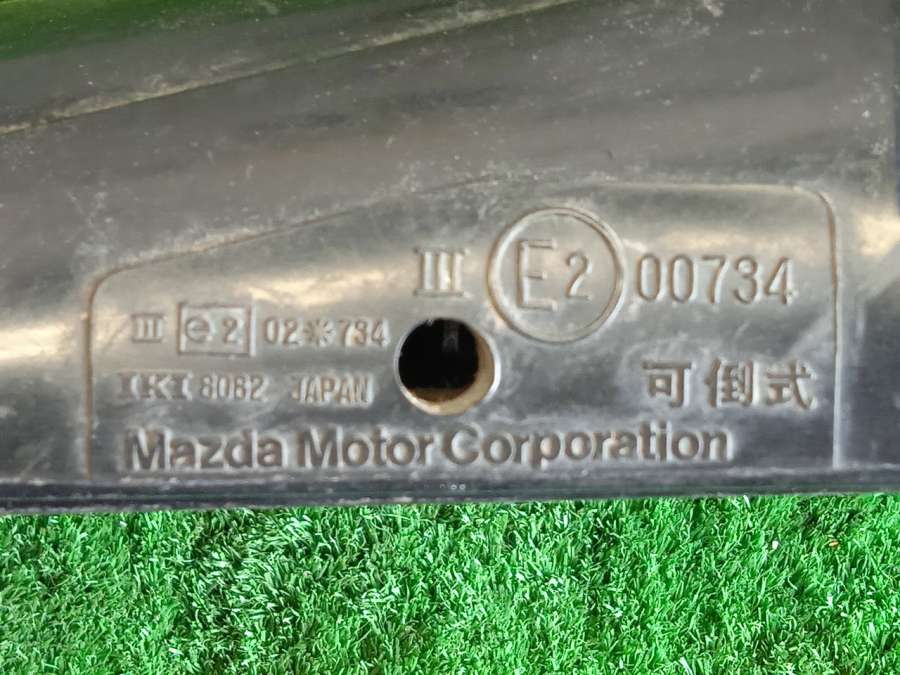 III E2 00734
III e2 02*734
IKI 8082 JAPAN
可倒式
Mazda Motor Corporation